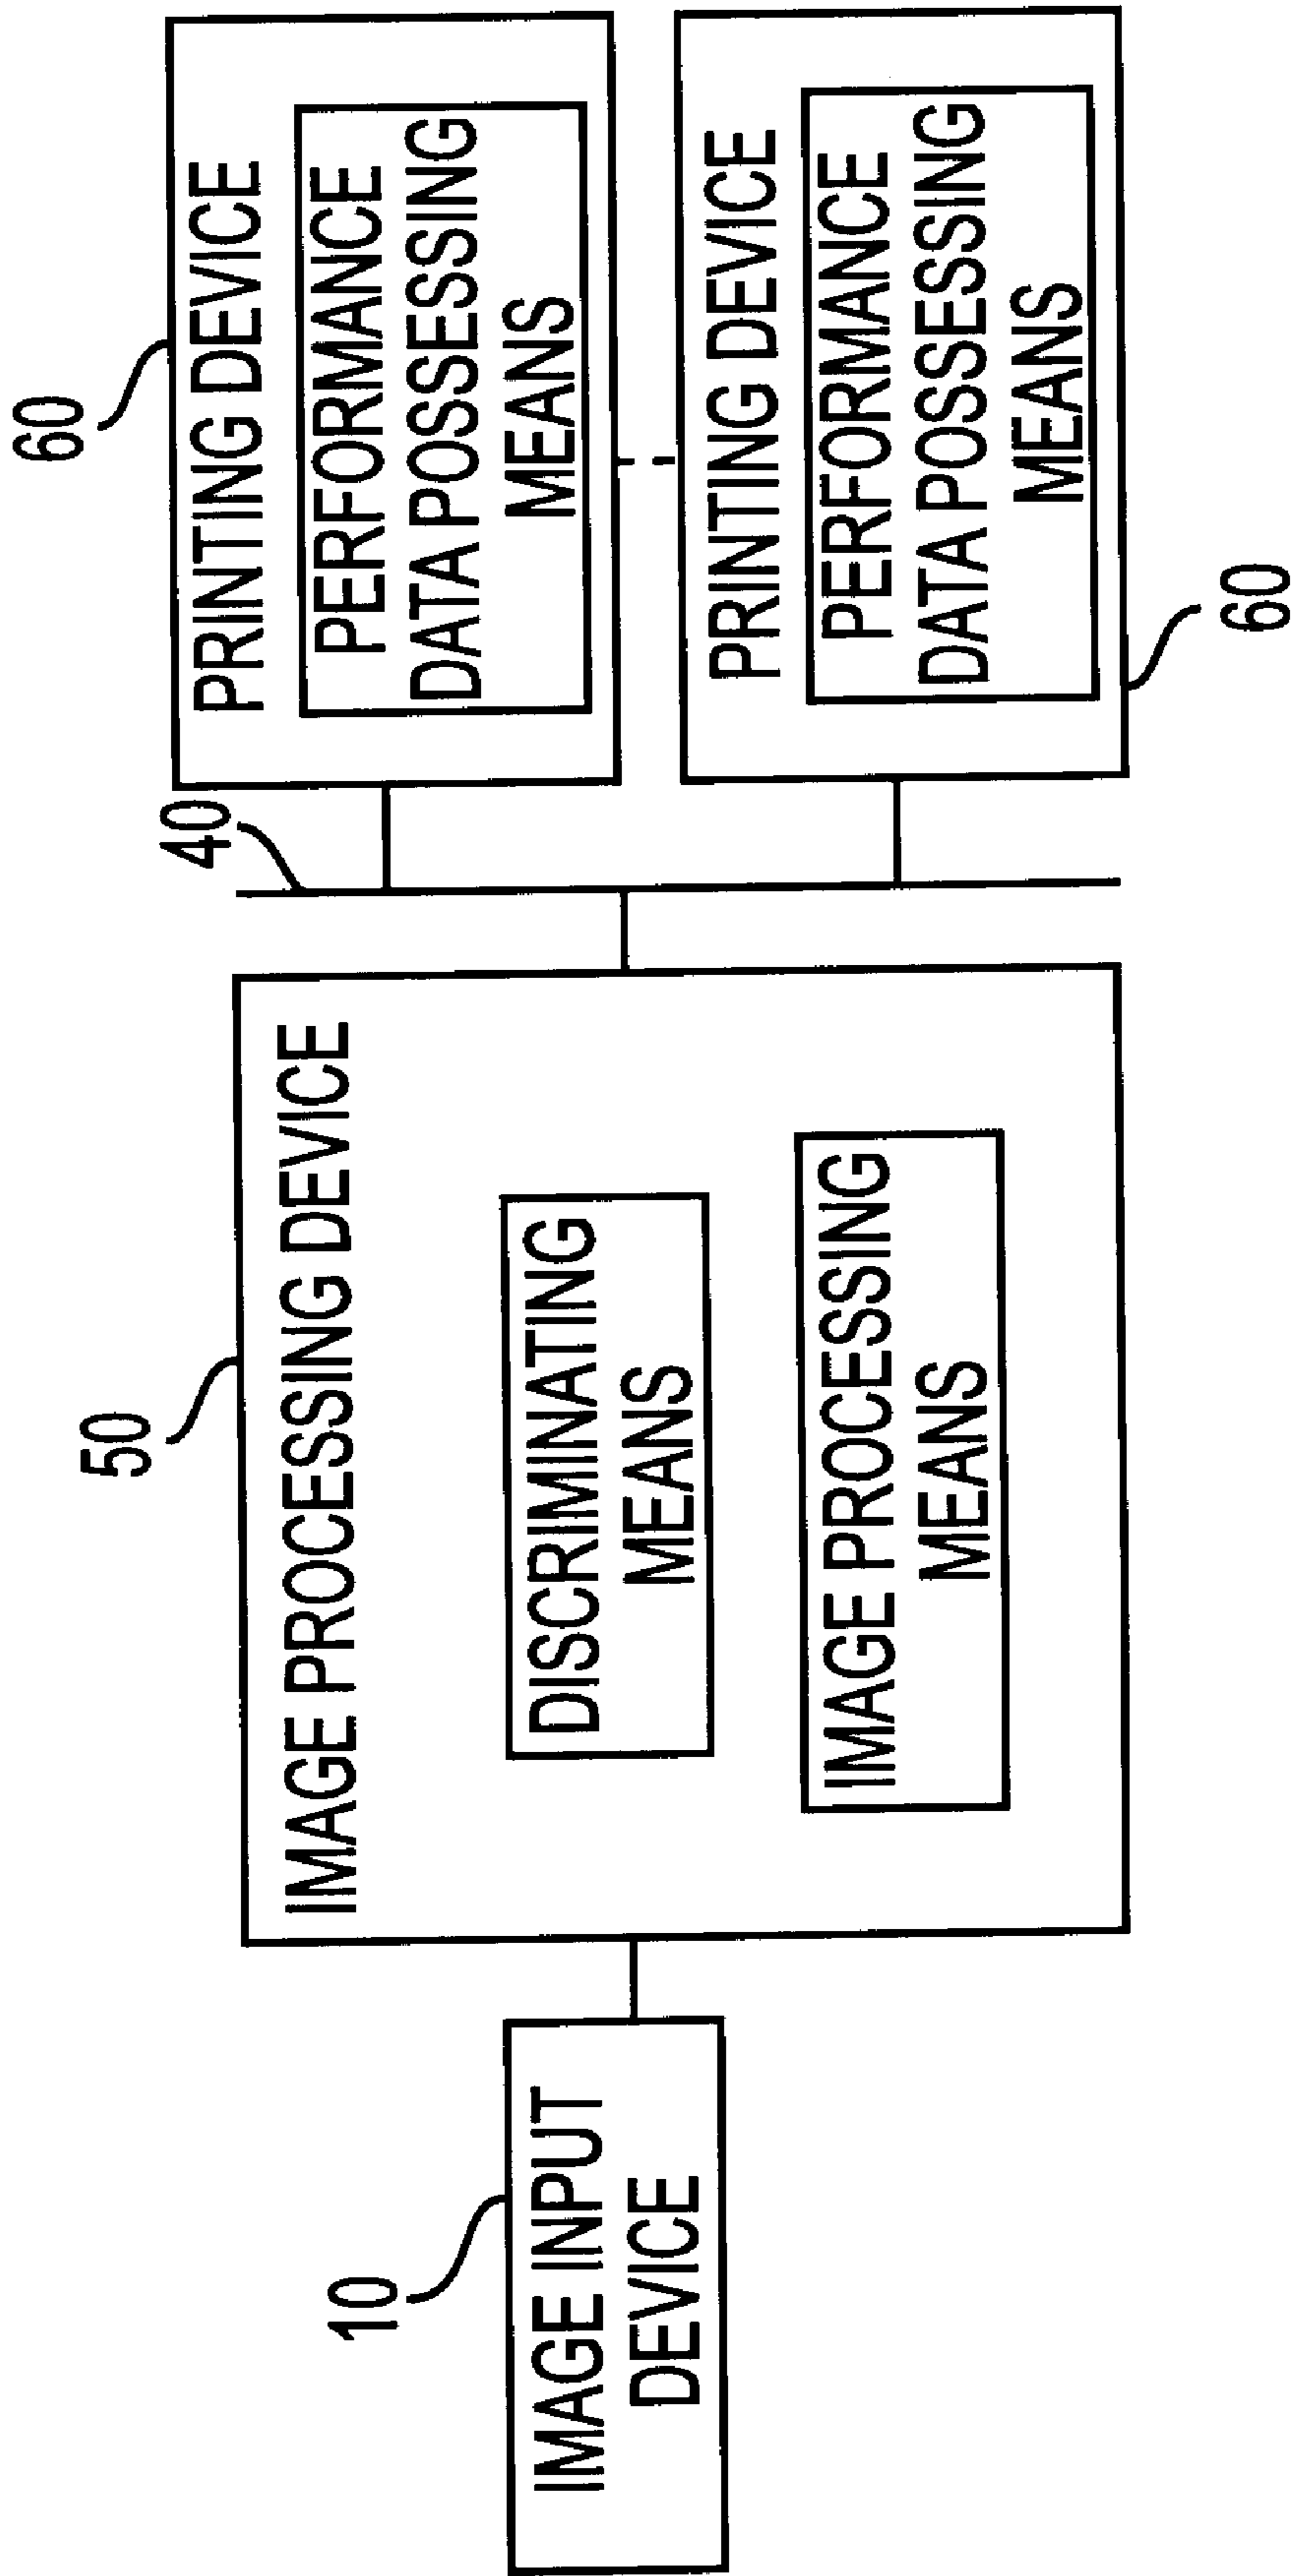 10
IMAGE INPUT
DEVICE
50
IMAGE PROCESSING DEVICE
DISCRIMINATING
MEANS
IMAGE PROCESSING
MEANS
40
60
PRINTING DEVICE
PERFORMANCE
DATA POSSESSING
MEANS
PRINTING DEVICE
PERFORMANCE
DATA POSSESSING
MEANS
60